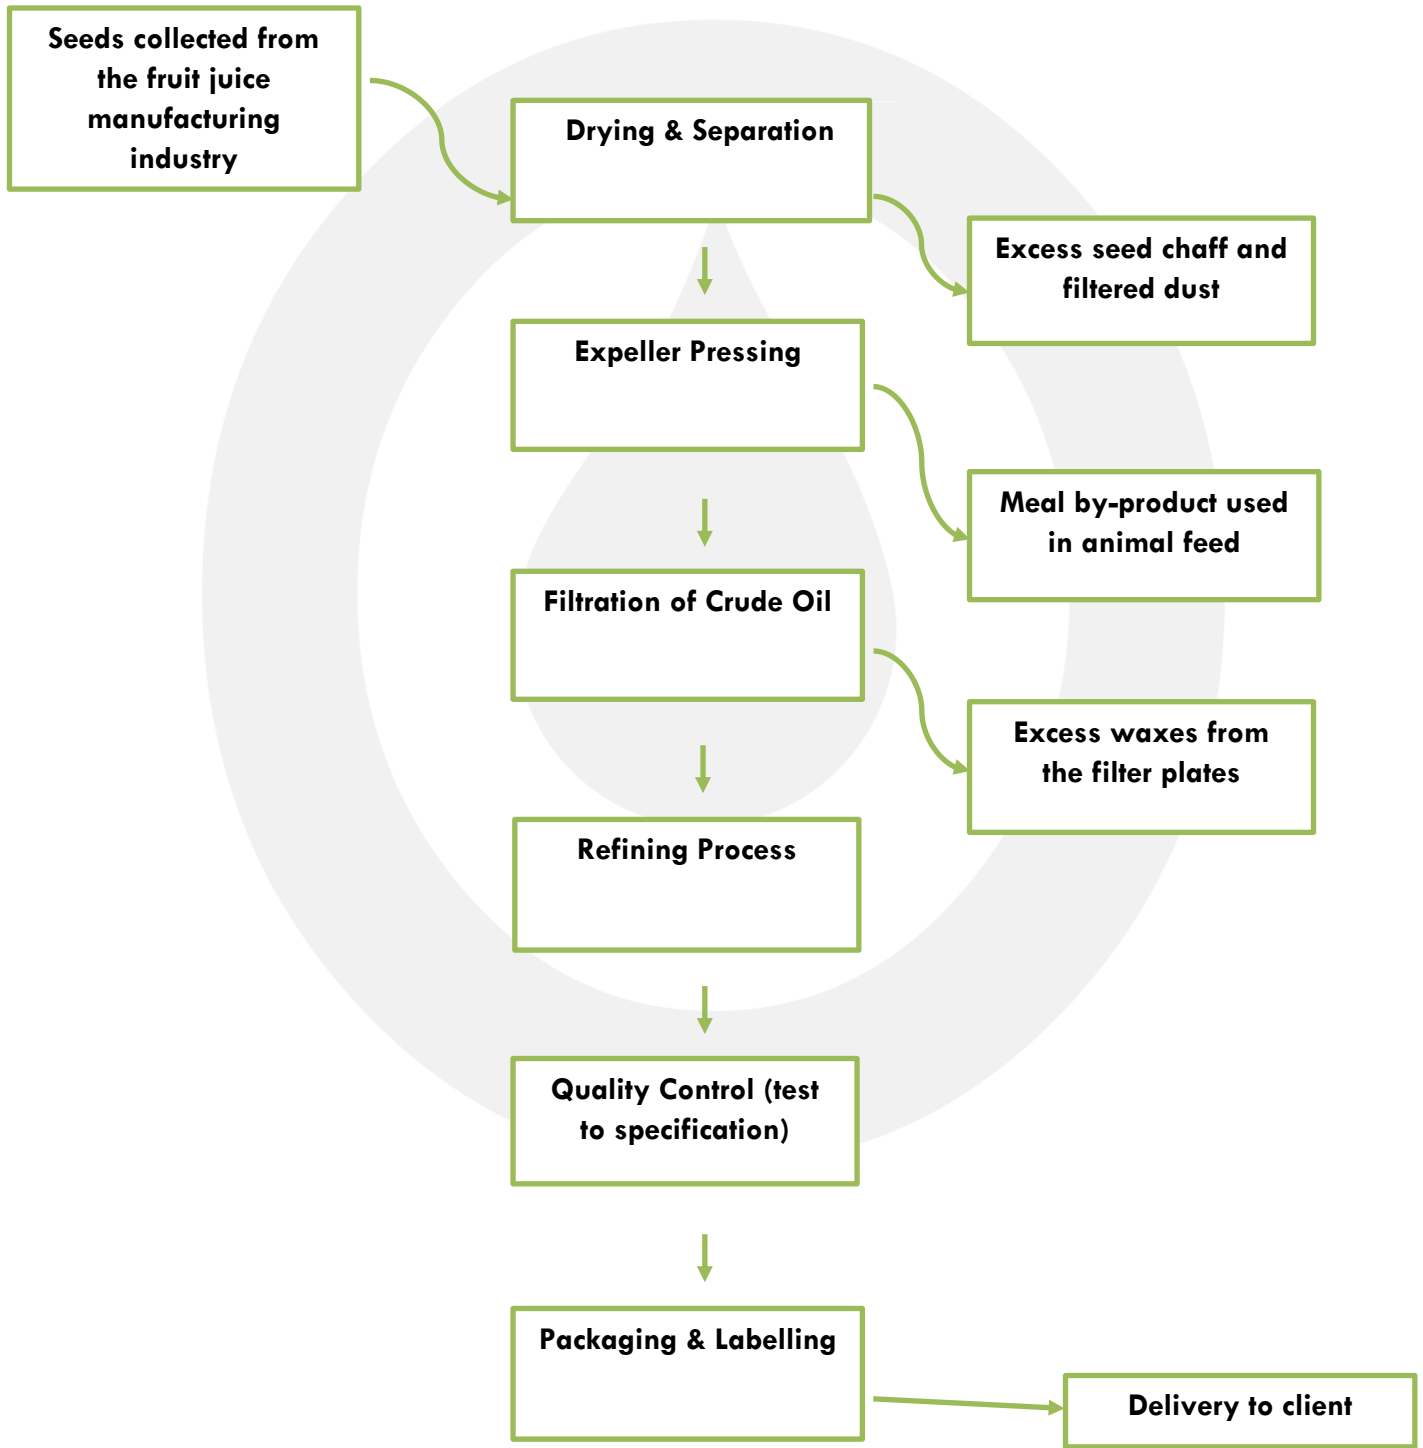 Seeds collected from
the fruit juice
manufacturing
industry
Drying & Separation
Excess seed chaff and
filtered dust
Expeller Pressing
Meal by-product used
in animal feed
Filtration of Crude Oil
Excess waxes from
the filter plates
Refining Process
Quality Control (test
to specification)
Packaging & Labelling
Delivery to client